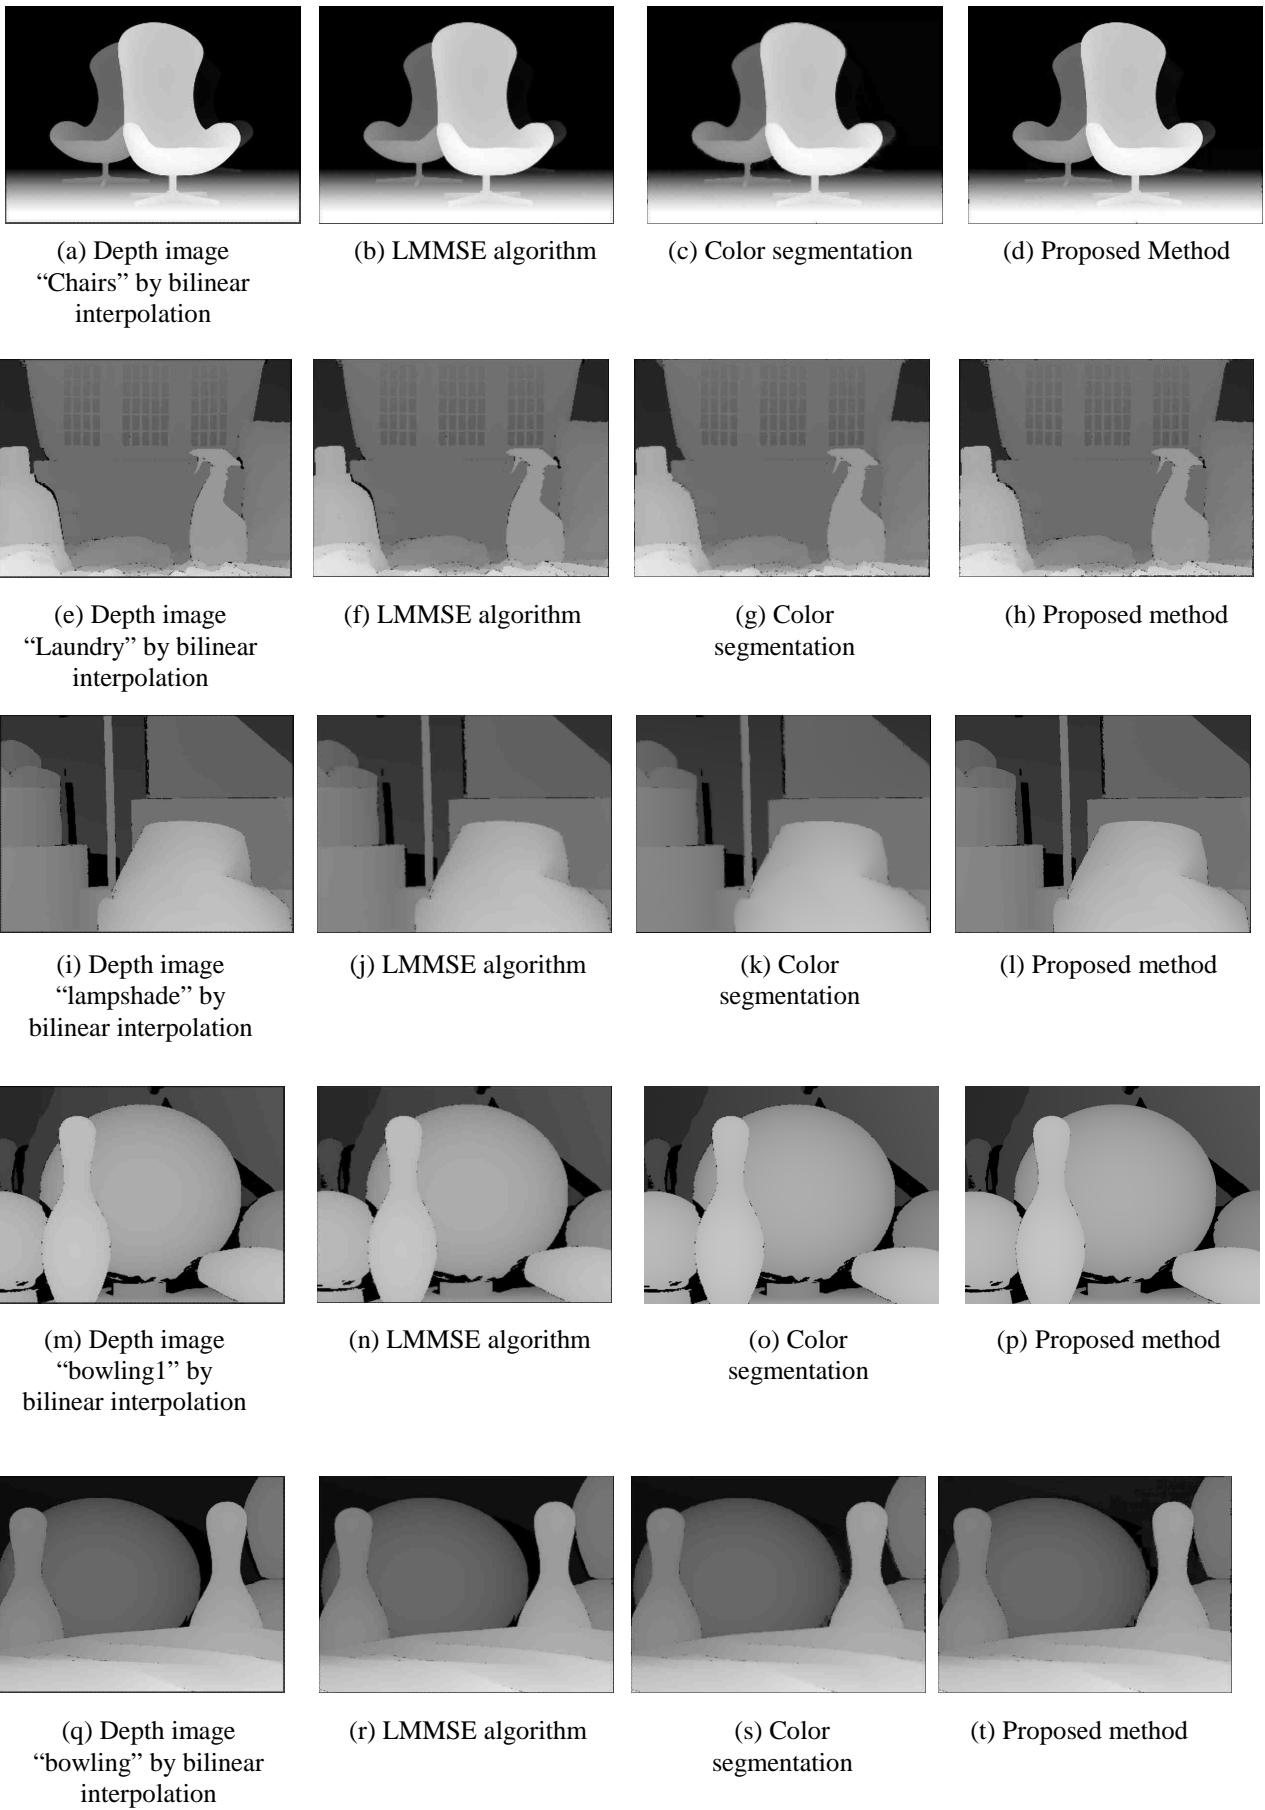 (a) Depth image
“Chairs” by bilinear
interpolation
(b) LMMSE algorithm
(c) Color segmentation
(d) Proposed Method
(e) Depth image
“Laundry” by bilinear
interpolation
(f) LMMSE algorithm
(g) Color
segmentation
(h) Proposed method
(i) Depth image
“lampshade” by
bilinear interpolation
(j) LMMSE algorithm
(k) Color
segmentation
(l) Proposed method
(m) Depth image
“bowling1” by
bilinear interpolation
(n) LMMSE algorithm
(o) Color
segmentation
(p) Proposed method
(q) Depth image
“bowling” by bilinear
interpolation
(r) LMMSE algorithm
(s) Color
segmentation
(t) Proposed method